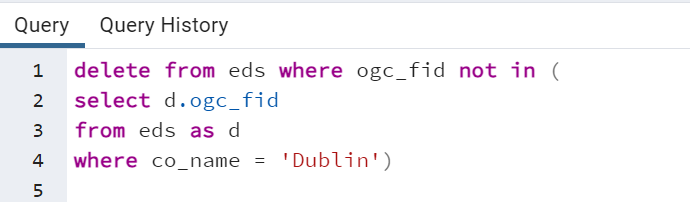 Query Query History
1 delete from eds where ogc_fid not in (
2 select d.ogc_fid
3 from eds as d
4 where co_name = 'Dublin')
5